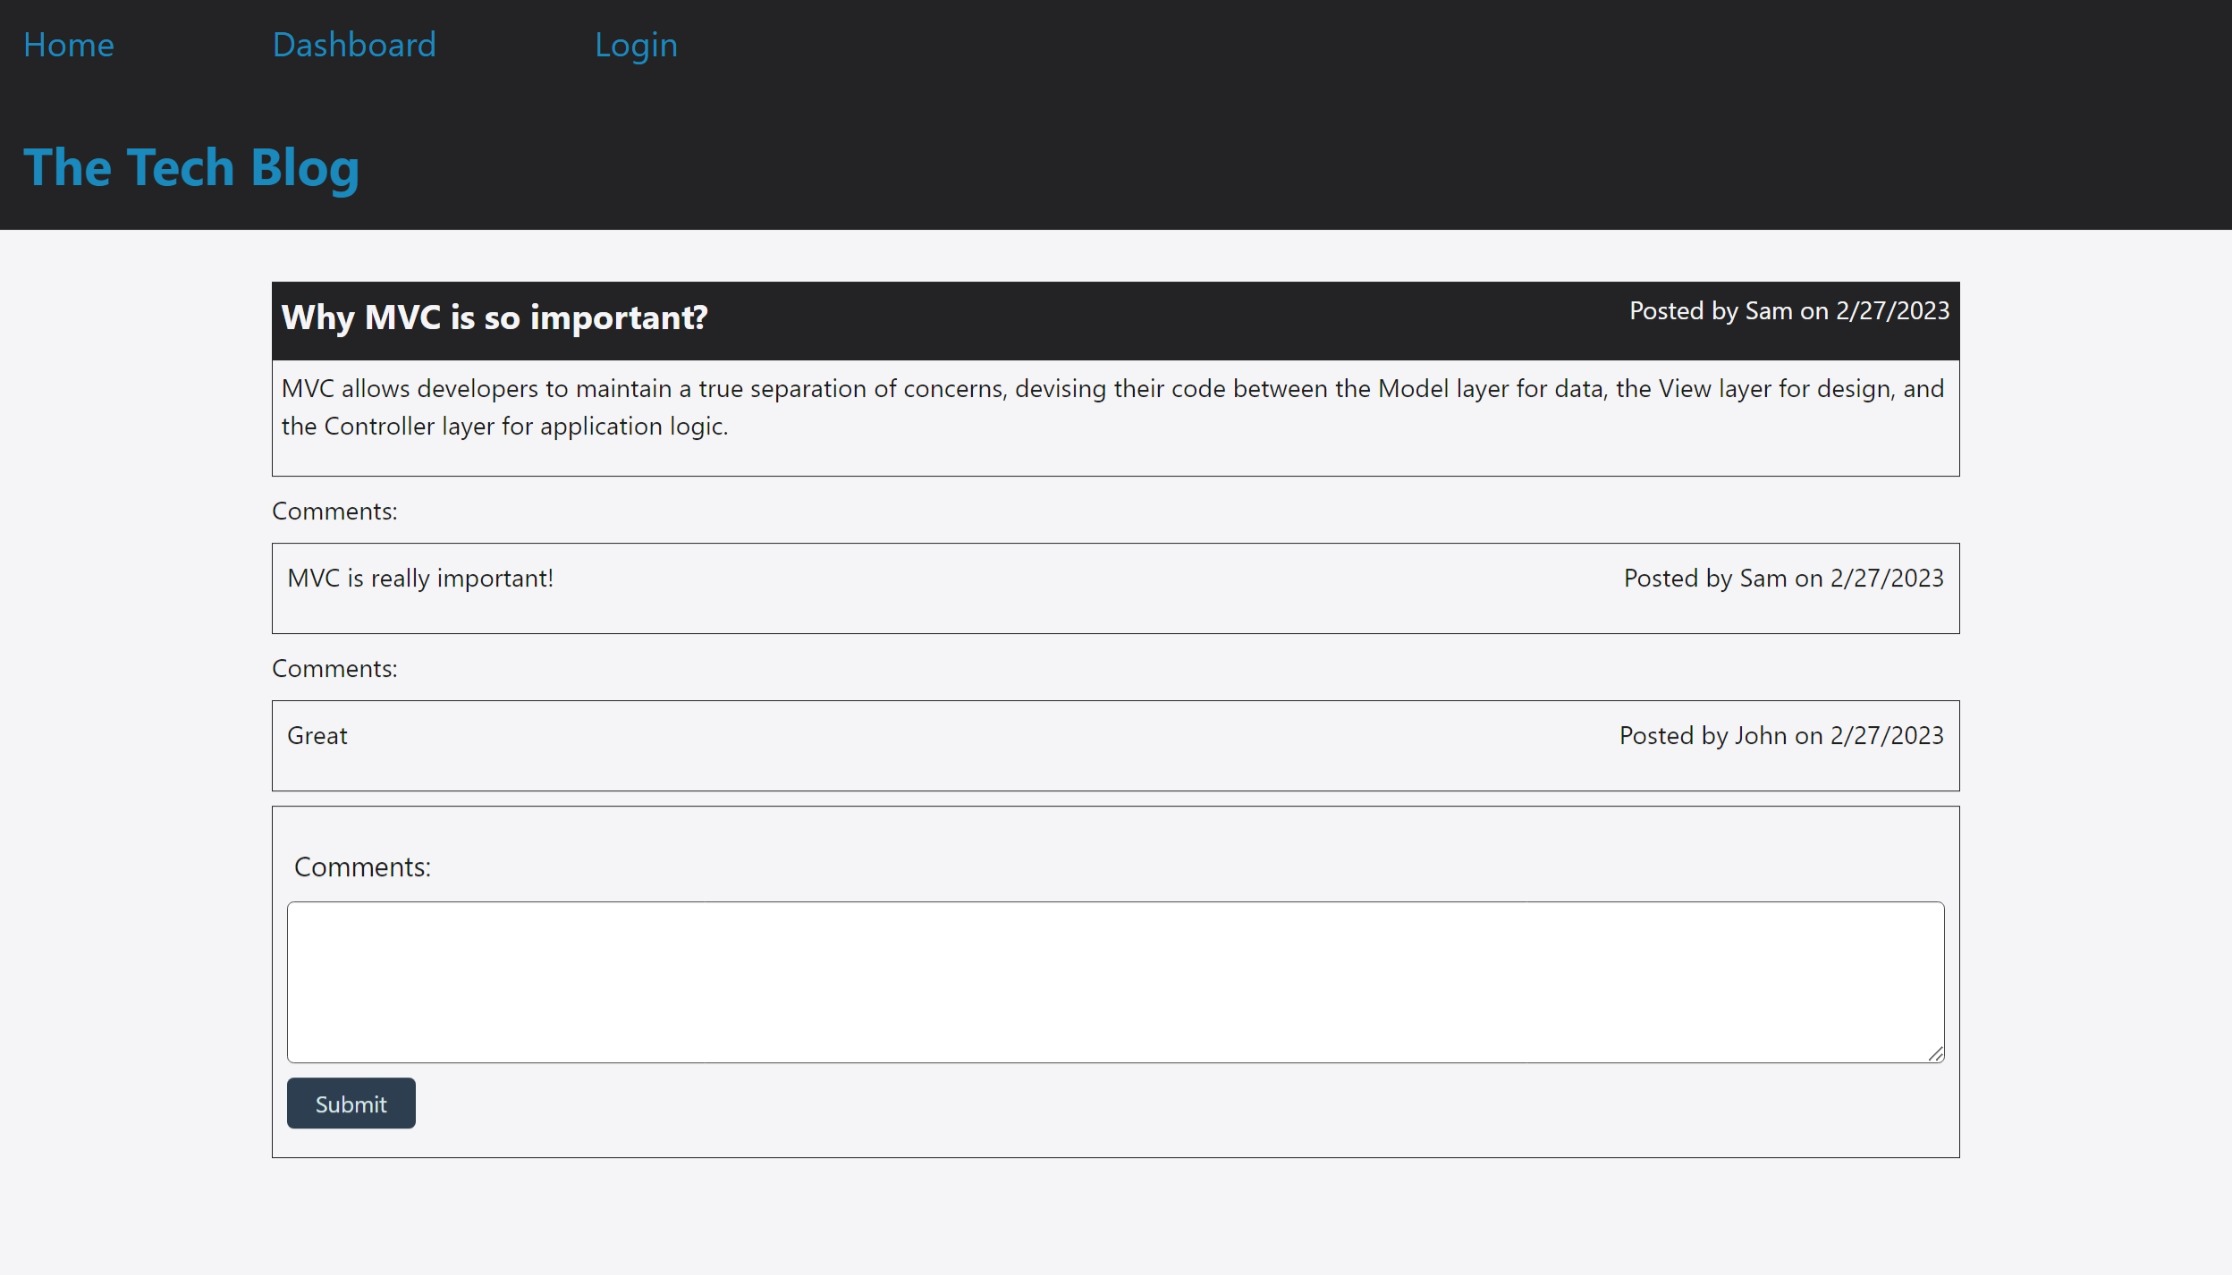 Home Dashboard Login
The Tech Blog
Why MVC is so important? Posted by Sam on 2/27/2023
MVC allows developers to maintain a true separation of concerns, devising their code between the Model layer for data, the View layer for design, and
the Controller layer for application logic.
Comments:
MVC is really important! Posted by Sam on 2/27/2023
Comments:
Great Posted by John on 2/27/2023
Comments:
Submit